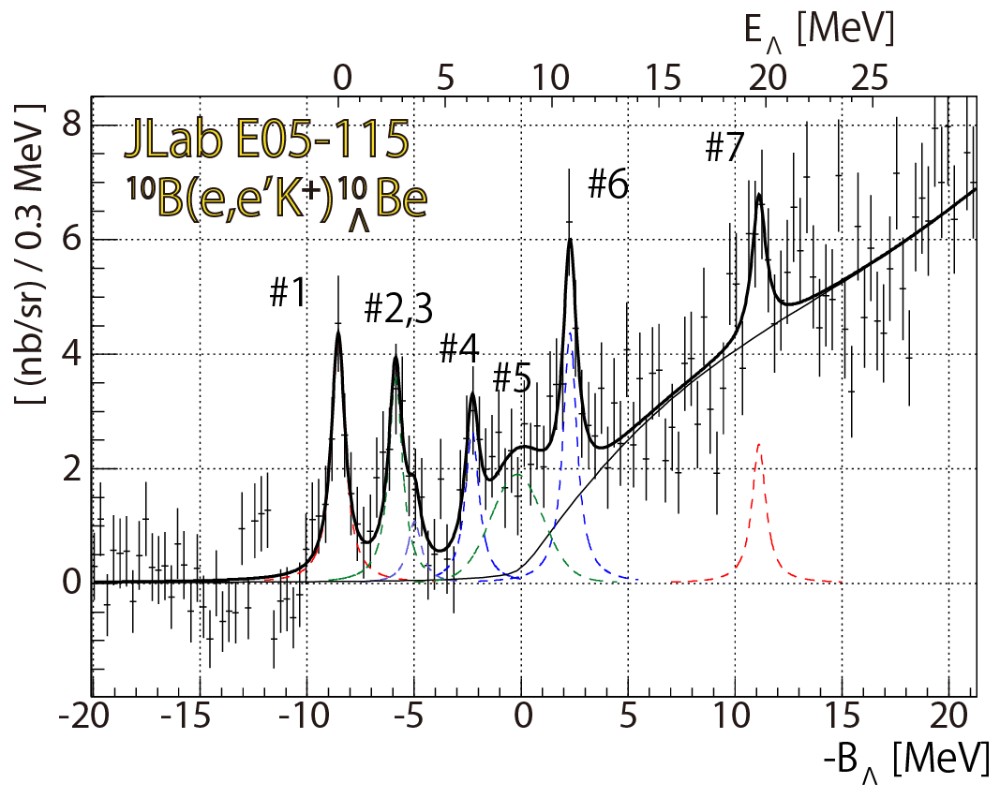 E_Λ [MeV]
0 5 10 15 20 25
[ (nb/sr) / 0.3 MeV ]
8
6
4
2
0
JLab E05-115
¹⁰B(e,e′K⁺)¹⁰_ΛBe
#1
#2,3
#4
#5
#6
#7
-20 -15 -10 -5 0 5 10 15 20
-B_Λ [MeV]